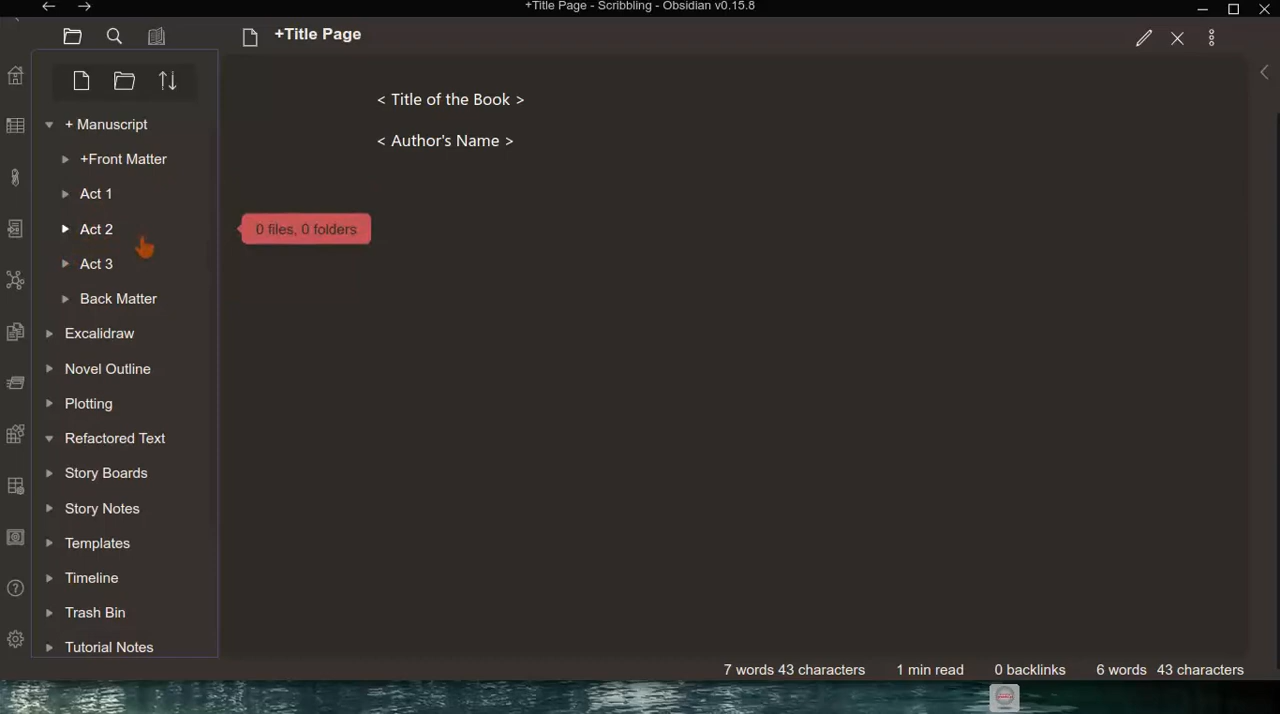 +Title Page - Scribbling - Obsidian v0.15.8
+Title Page
< Title of the Book >
< Author's Name >
+ Manuscript
+Front Matter
Act 1
Act 2
0 files, 0 folders
Act 3
Back Matter
Excalidraw
Novel Outline
Plotting
Refactored Text
Story Boards
Story Notes
Templates
Timeline
Trash Bin
Tutorial Notes
7 words 43 characters 1 min read 0 backlinks 6 words 43 characters